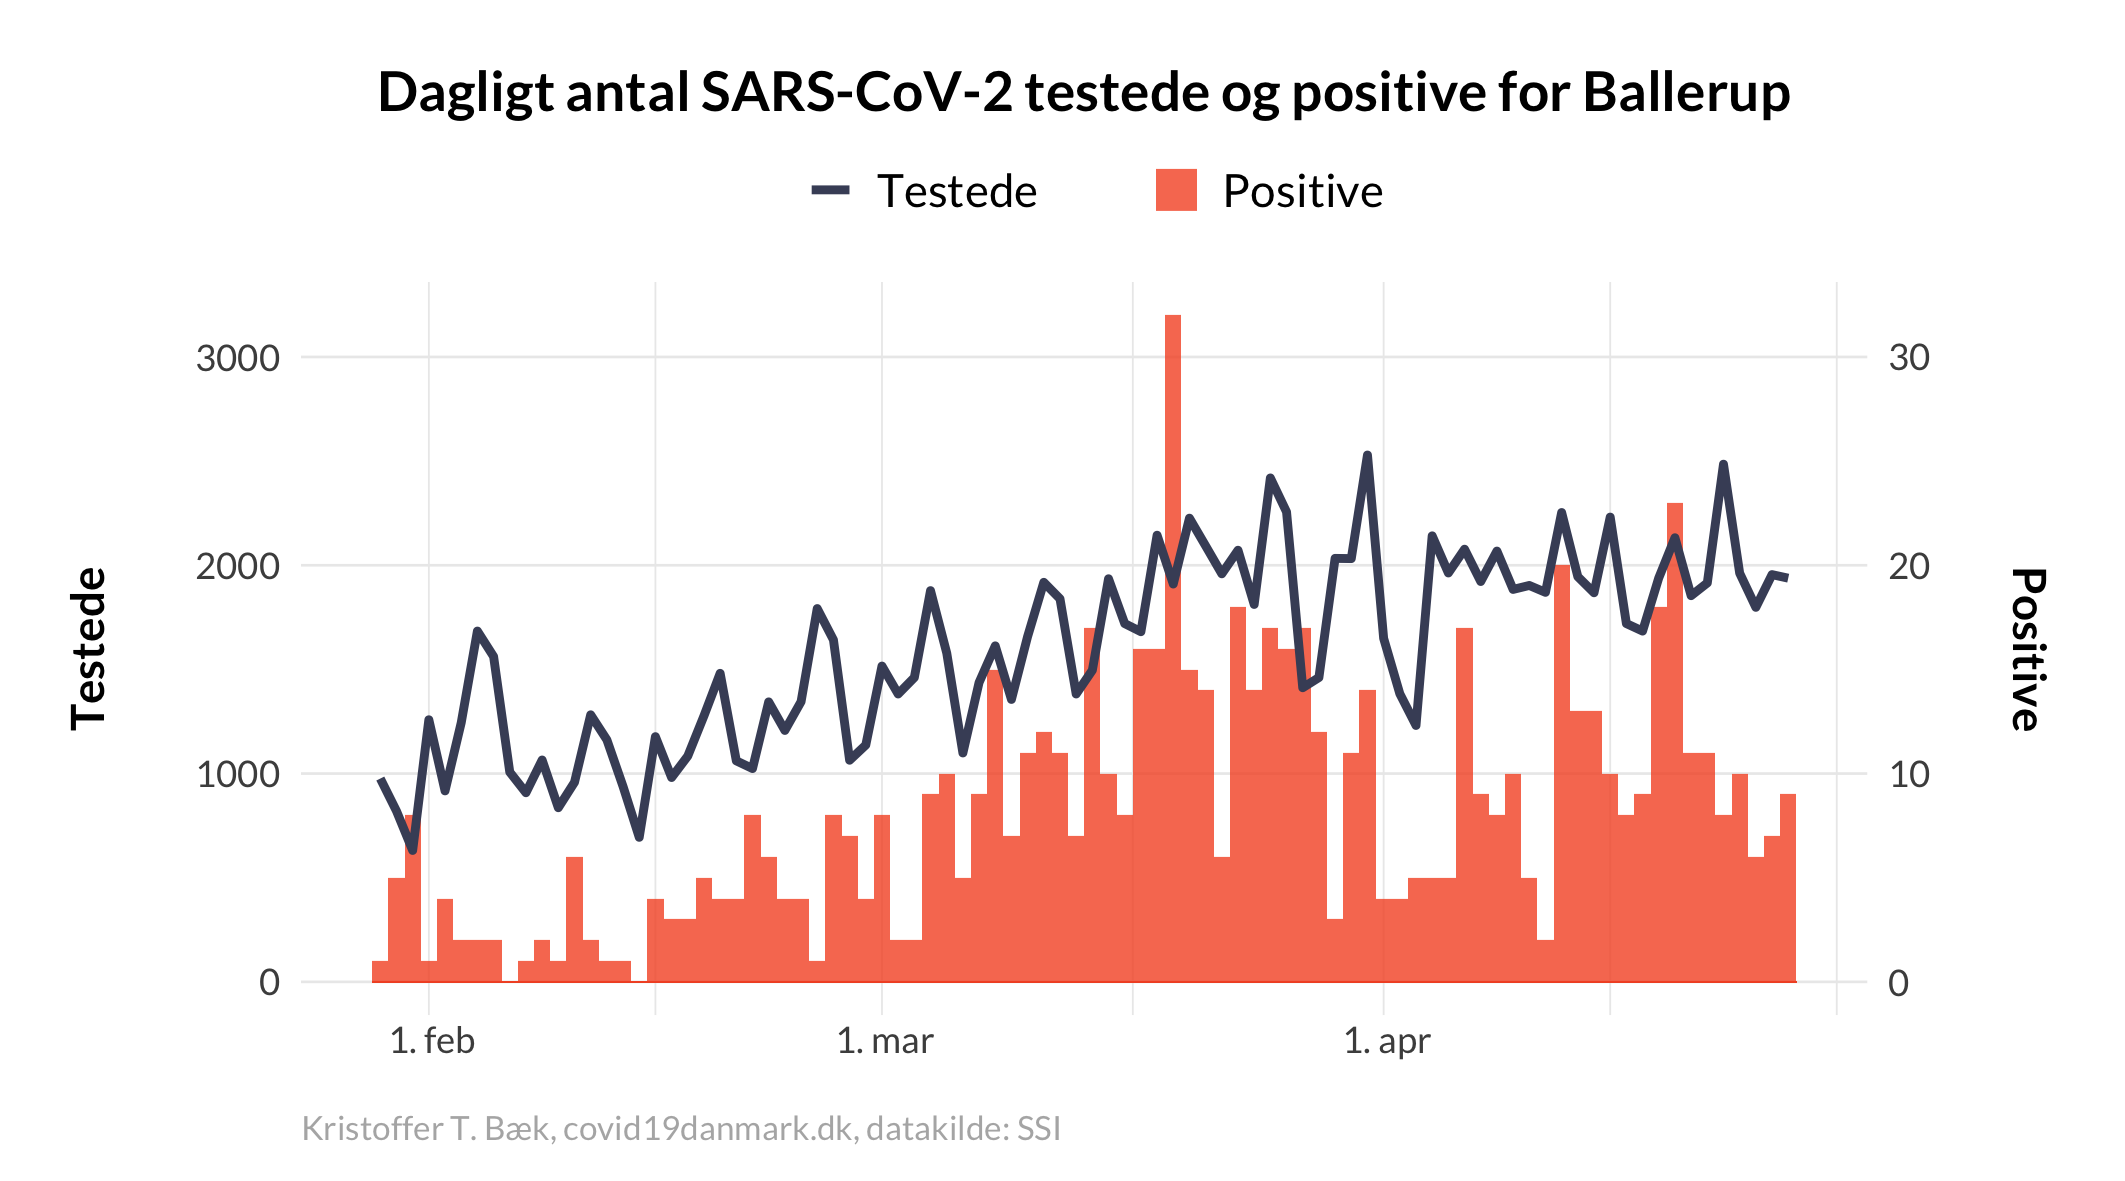 Dagligt antal SARS-CoV-2 testede og positive for Ballerup
Testede
Positive
3000
2000
1000
0
30
20
10
0
Testede
Positive
1. feb
1. mar
1. apr
Kristoffer T. Bæk, covid19danmark.dk, datakilde: SSI